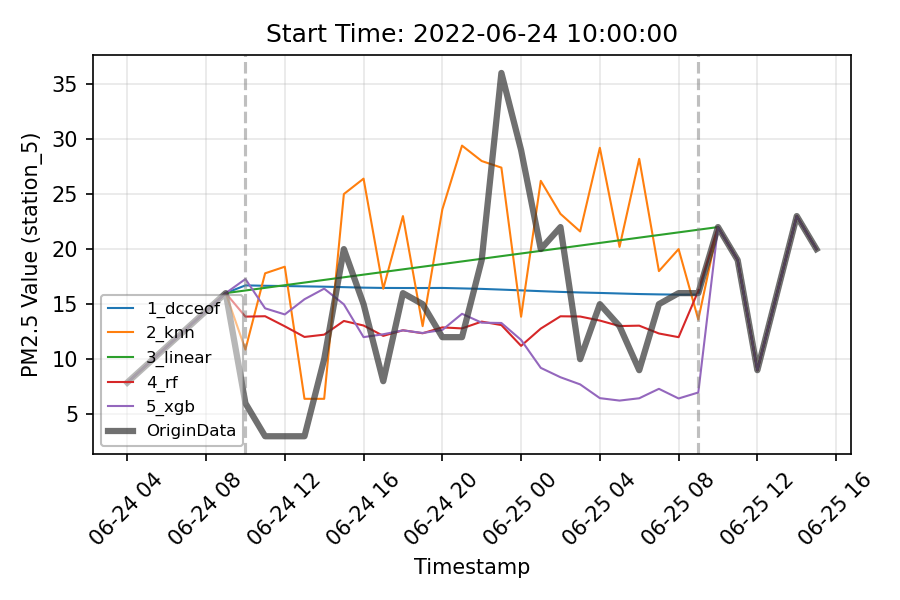 Start Time: 2022-06-24 10:00:00
PM2.5 Value (station_5)
35
30
25
20
15
10
5
1_dcceof
2_knn
3_linear
4_rf
5_xgb
OriginData
06-24 04
06-24 08
06-24 12
06-24 16
06-24 20
06-25 00
06-25 04
06-25 08
06-25 12
06-25 16
Timestamp